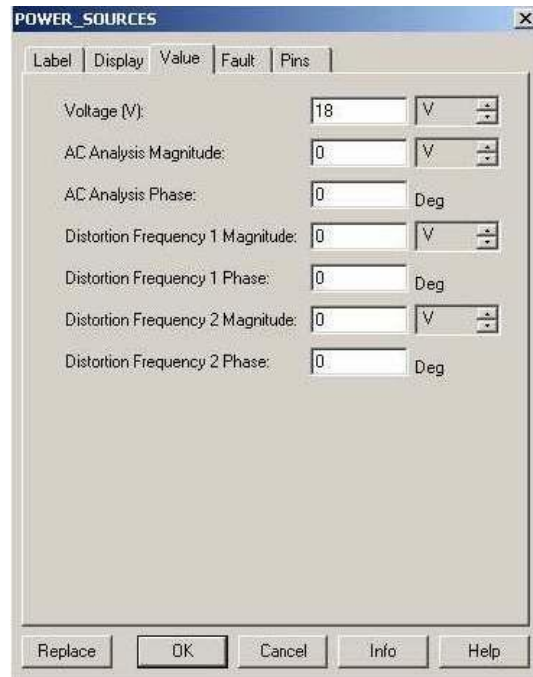 POWER_SOURCES
Label Display Value Fault Pins
Voltage (V): 18 V
AC Analysis Magnitude: 0 V
AC Analysis Phase: 0 Deg
Distortion Frequency 1 Magnitude: 0 V
Distortion Frequency 1 Phase: 0 Deg
Distortion Frequency 2 Magnitude: 0 V
Distortion Frequency 2 Phase: 0 Deg
Replace OK Cancel Info Help